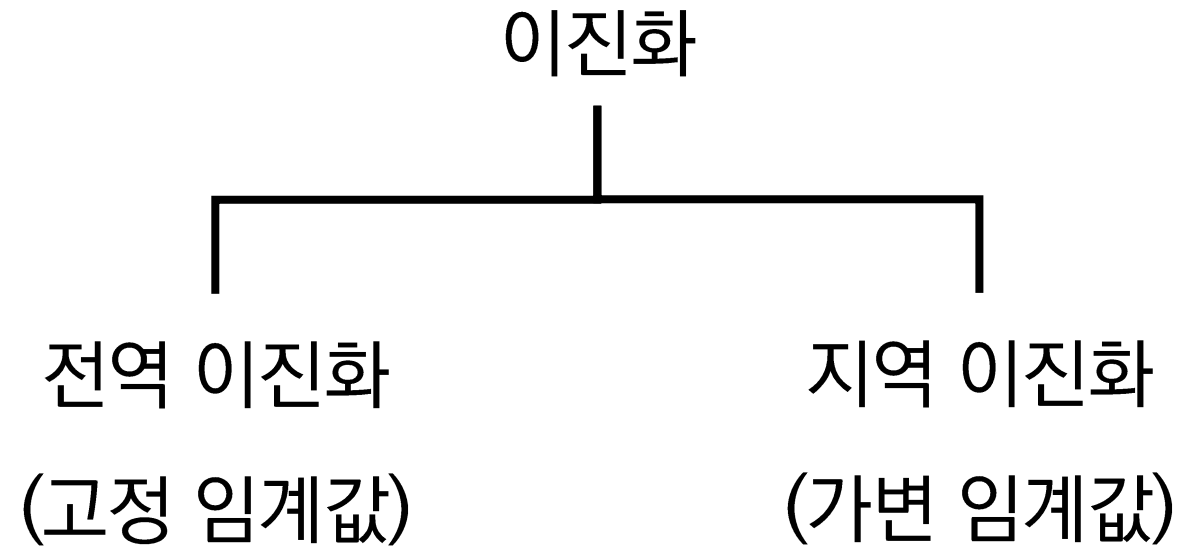 이진화
전역 이진화
(고정 임계값)
지역 이진화
(가변 임계값)